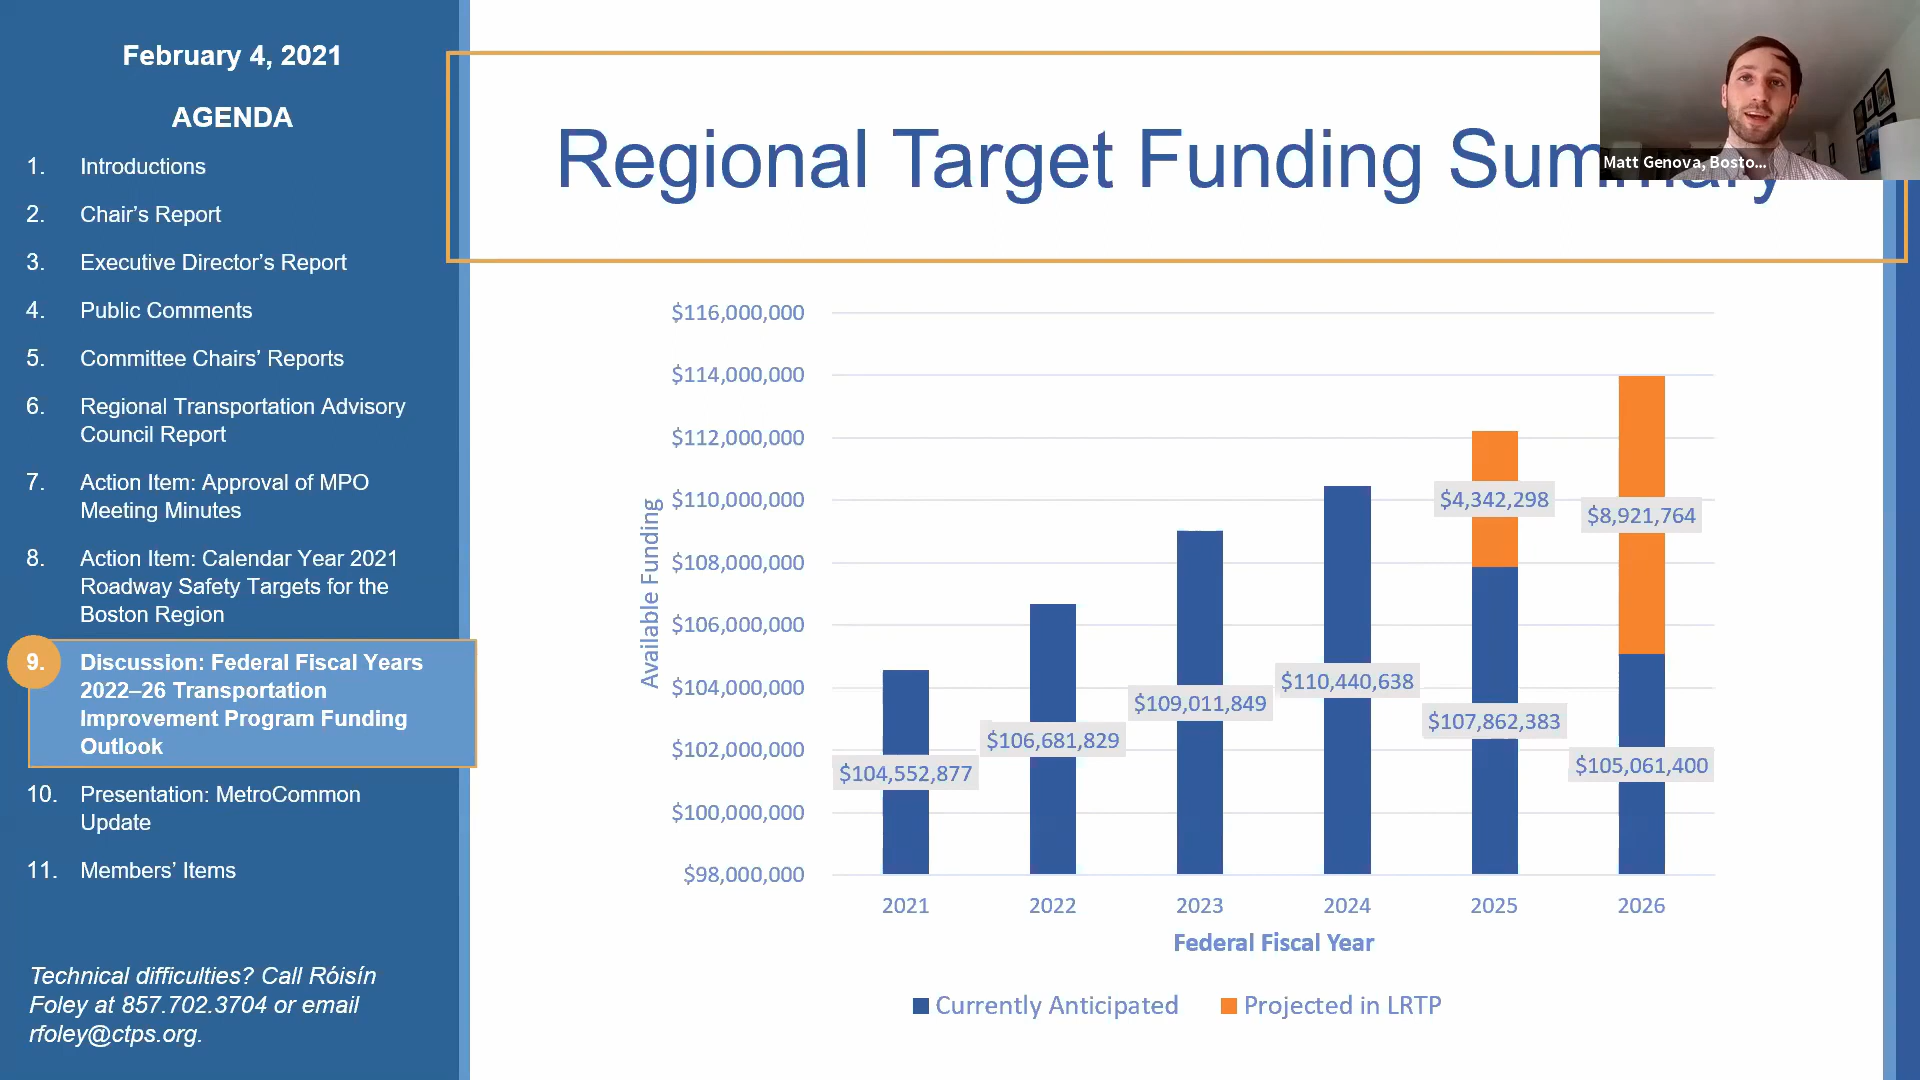 February 4, 2021
AGENDA
1. Introductions
2. Chair’s Report
3. Executive Director’s Report
4. Public Comments
5. Committee Chairs’ Reports
6. Regional Transportation Advisory
Council Report
7. Action Item: Approval of MPO
Meeting Minutes
8. Action Item: Calendar Year 2021
Roadway Safety Targets for the
Boston Region
9. Discussion: Federal Fiscal Years
2022–26 Transportation
Improvement Program Funding
Outlook
10. Presentation: MetroCommon
Update
11. Members’ Items
Technical difficulties? Call Róisín
Foley at 857.702.3704 or email
rfoley@ctps.org.
Regional Target Funding Summary
Matt Genova, Bosto...
Available Funding
$116,000,000
$114,000,000
$112,000,000
$110,000,000
$108,000,000
$106,000,000
$104,000,000
$102,000,000
$100,000,000
$98,000,000
$104,552,877
$106,681,829
$109,011,849
$110,440,638
$4,342,298
$107,862,383
$8,921,764
$105,061,400
2021 2022 2023 2024 2025 2026
Federal Fiscal Year
Currently Anticipated Projected in LRTP